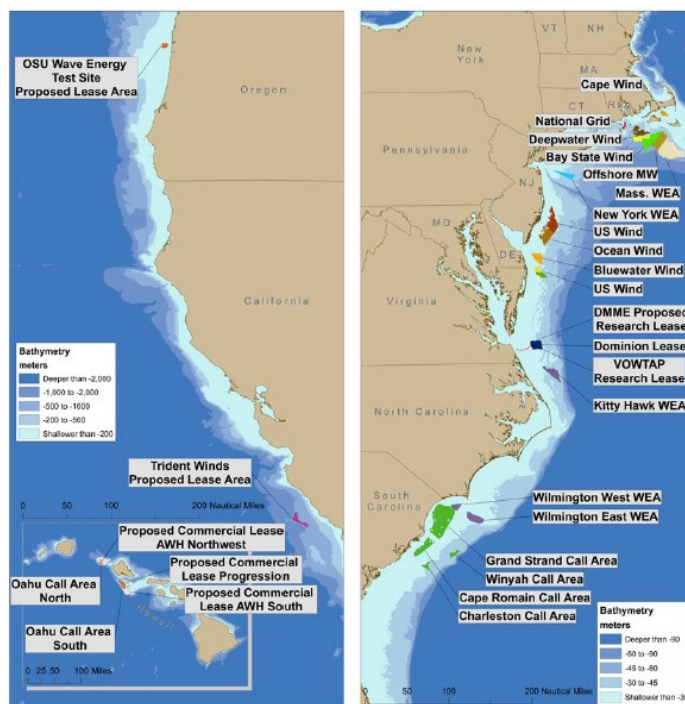 OSU Wave Energy
Test Site
Proposed Lease Area
Oregon
California
Bathymetry
meters
Deeper than -2,000
-1,000 to -2,000
-500 to -1000
-200 to -500
Shallower than -200
Trident Winds
Proposed Lease Area
0 50 100 200 Nautical Miles
Proposed Commercial Lease
AWH Northwest
Proposed Commercial
Lease Progression
Oahu Call Area
North
Proposed Commercial
Lease AWH South
Oahu Call Area
South
Hawaii
0 25 50 100 Miles
VT
NH
New
York
MA
Cape Wind
CT
RI
National Grid
Deepwater Wind
Pennsylvania
Bay State Wind
Offshore MW
NJ
Mass. WEA
New York WEA
MD
US Wind
Ocean Wind
DE
Bluewater Wind
US Wind
Virginia
DMME Proposed
Research Lease
Dominion Lease
VOWTAP
Research Lease
North Carolina
Kitty Hawk WEA
South
Carolina
Wilmington West WEA
Wilmington East WEA
Grand Strand Call Area
Winyah Call Area
Cape Romain Call Area
Charleston Call Area
Bathymetry
meters
Deeper than -90
-60 to -90
-45 to -60
-30 to -45
Shallower than -30
0 50 100 200 Nautical Miles